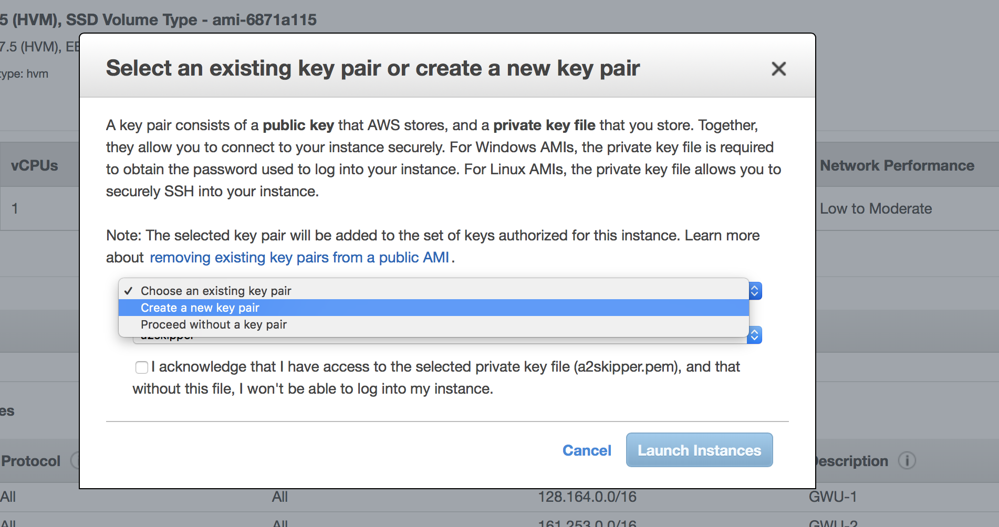 5 (HVM), SSD Volume Type - ami-6871a115
7.5 (HVM), EB
type: hvm
Select an existing key pair or create a new key pair
A key pair consists of a public key that AWS stores, and a private key file that you store. Together,
they allow you to connect to your instance securely. For Windows AMIs, the private key file is required
to obtain the password used to log into your instance. For Linux AMIs, the private key file allows you to
securely SSH into your instance.
vCPUs
Network Performance
1
Low to Moderate
Note: The selected key pair will be added to the set of keys authorized for this instance. Learn more
about removing existing key pairs from a public AMI.
✓ Choose an existing key pair
Create a new key pair
Proceed without a key pair
a2skipper
I acknowledge that I have access to the selected private key file (a2skipper.pem), and that
without this file, I won't be able to log into my instance.
es
Cancel
Launch Instances
Protocol
Description
All
All
128.164.0.0/16
GWU-1
All
All
161.253.0.0/16
GWU-2